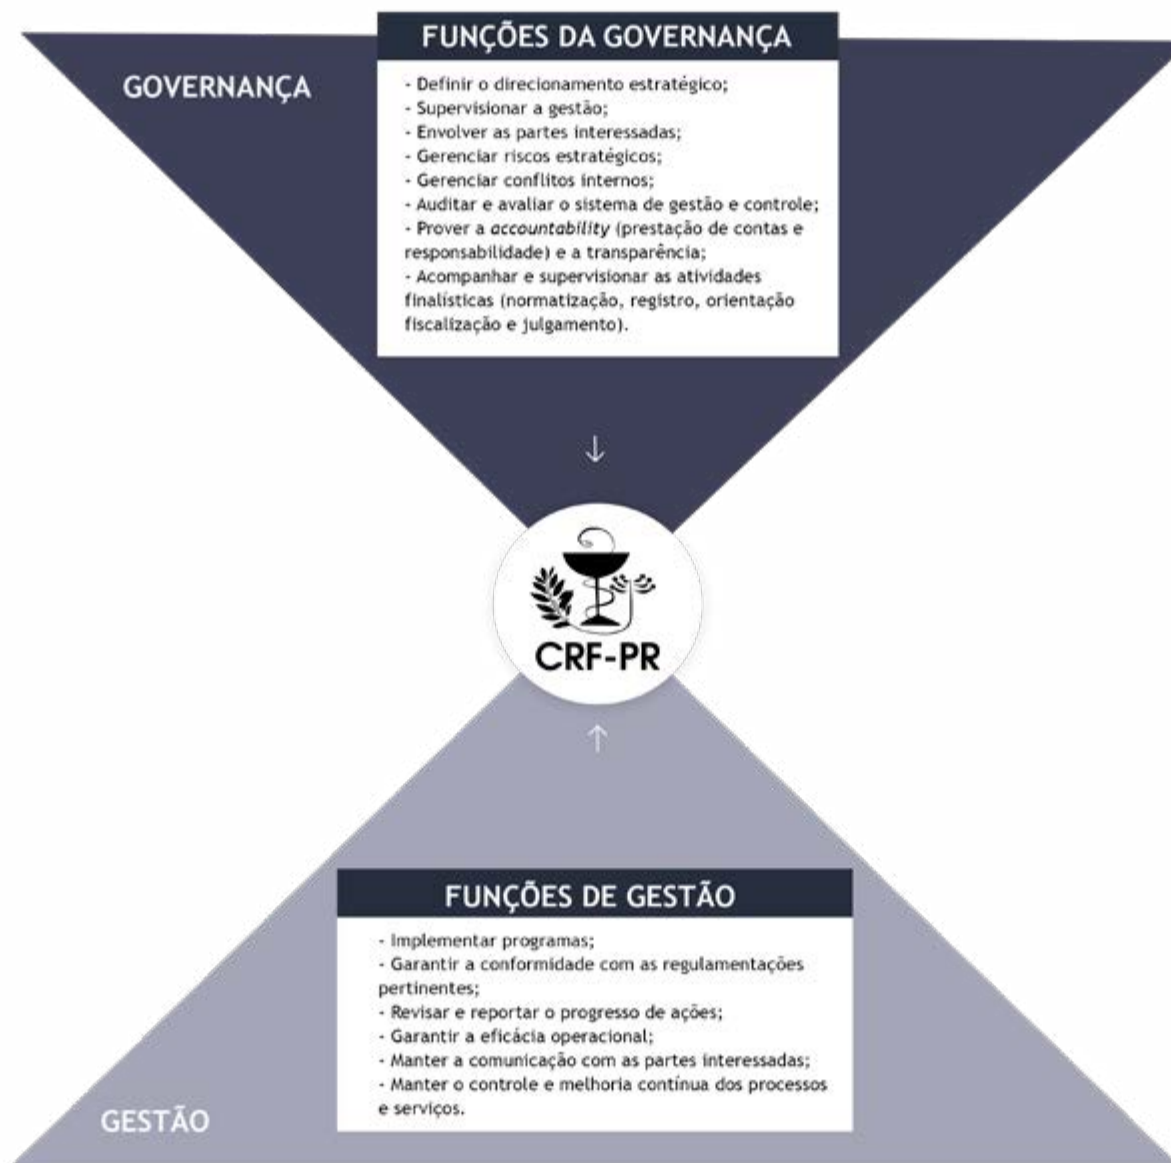 FUNÇÕES DA GOVERNANÇA
GOVERNANÇA
- Definir o direcionamento estratégico;
- Supervisionar a gestão;
- Envolver as partes interessadas;
- Gerenciar riscos estratégicos;
- Gerenciar conflitos internos;
- Auditar e avaliar o sistema de gestão e controle;
- Prover a accountability (prestação de contas e
responsabilidade) e a transparência;
- Acompanhar e supervisionar as atividades
finalísticas (normatização, registro, orientação
fiscalização e julgamento).
CRF-PR
FUNÇÕES DE GESTÃO
- Implementar programas;
- Garantir a conformidade com as regulamentações
pertinentes;
- Revisar e reportar o progresso de ações;
- Garantir a eficácia operacional;
- Manter a comunicação com as partes interessadas;
- Manter o controle e melhoria contínua dos processos
e serviços.
GESTÃO